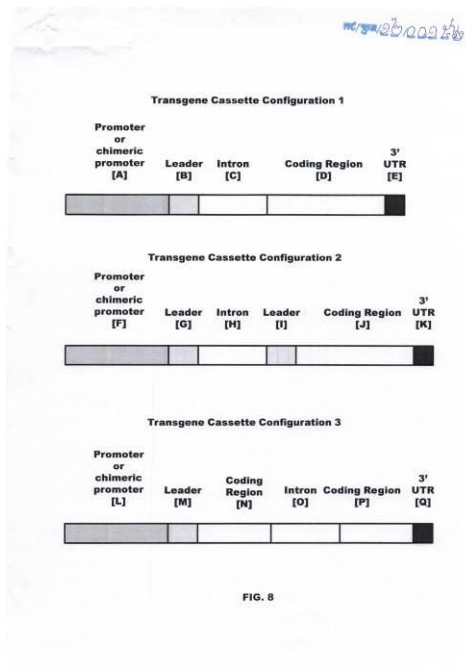 Transgene Cassette Configuration 1
Promoter
or
chimeric
promoter
[A]
Leader
[B]
Intron
[C]
Coding Region
[D]
3'
UTR
[E]
Transgene Cassette Configuration 2
Promoter
or
chimeric
promoter
[F]
Leader
[G]
Intron
[H]
Leader
[I]
Coding Region
[J]
3'
UTR
[K]
Transgene Cassette Configuration 3
Promoter
or
chimeric
promoter
[L]
Leader
[M]
Coding
Region
[N]
Intron
[O]
Coding Region
[P]
3'
UTR
[Q]
FIG. 8